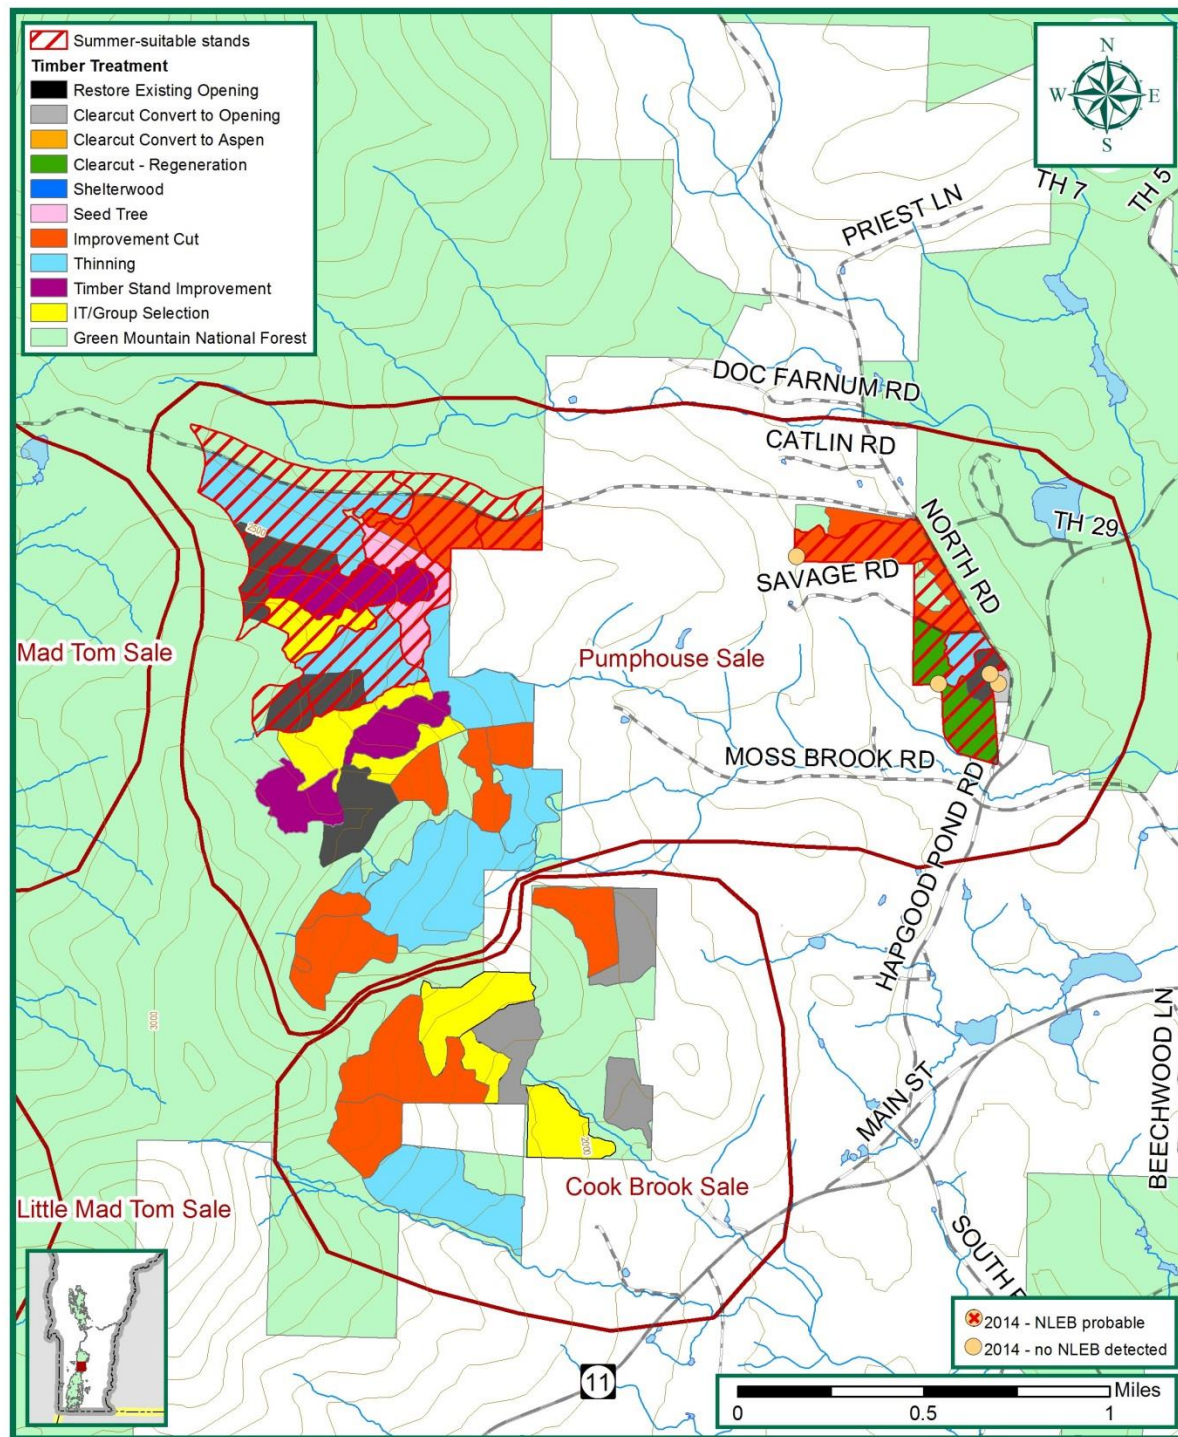 Summer-suitable stands
Timber Treatment
Restore Existing Opening
Clearcut Convert to Opening
Clearcut Convert to Aspen
Clearcut - Regeneration
Shelterwood
Seed Tree
Improvement Cut
Thinning
Timber Stand Improvement
IT/Group Selection
Green Mountain National Forest
N
W E
S
TH 7
TH 5
PRIEST LN
DOC FARNUM RD
CATLIN RD
NORTH RD
TH 29
2500
SAVAGE RD
Mad Tom Sale
Pumphouse Sale
MOSS BROOK RD
HAPGOOD POND RD
3000
BEECHWOOD LN
MAIN ST
2000
Cook Brook Sale
Little Mad Tom Sale
SOUTH
2014 - NLEB probable
2014 - no NLEB detected
11
Miles
0 0.5 1